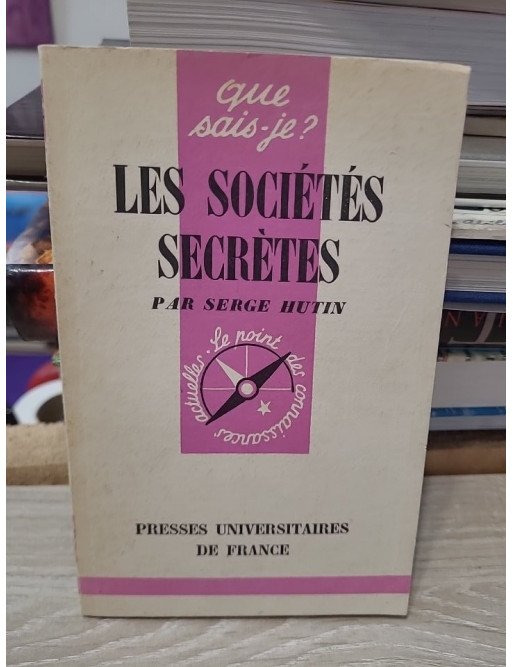 que
sais-je?
LES SOCIÉTÉS
SECRÈTES
PAR SERGE HUTIN
Le point des connaissances actuelles.
PRESSES UNIVERSITAIRES
DE FRANCE